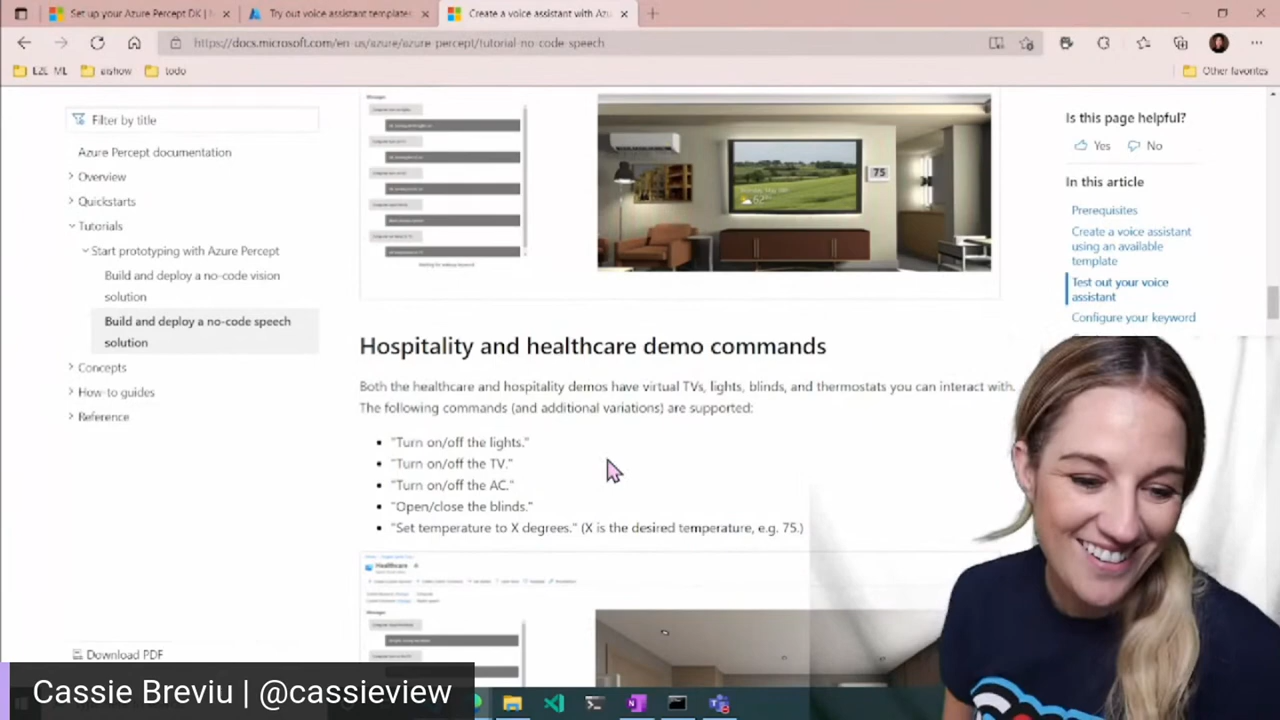 Set up your Azure Percept DK |
Try out voice assistant template
Create a voice assistant with Azu
https://docs.microsoft.com/en-us/azure/azure-percept/tutorial-no-code-speech
E2E ML
aishow
todo
Other favorites
Filter by title
Azure Percept documentation
Overview
Quickstarts
Tutorials
Start prototyping with Azure Percept
Build and deploy a no-code vision
solution
Build and deploy a no-code speech
solution
Concepts
How-to guides
Reference
Download PDF
75
62°
Hospitality and healthcare demo commands
Both the healthcare and hospitality demos have virtual TVs, lights, blinds, and thermostats you can interact with.
The following commands (and additional variations) are supported:
"Turn on/off the lights."
"Turn on/off the TV."
"Turn on/off the AC."
"Open/close the blinds."
"Set temperature to X degrees." (X is the desired temperature, e.g. 75.)
Healthcare
Is this page helpful?
Yes
No
In this article
Prerequisites
Create a voice assistant
using an available
template
Test out your voice
assistant
Configure your keyword
Cassie Breviu | @cassieview